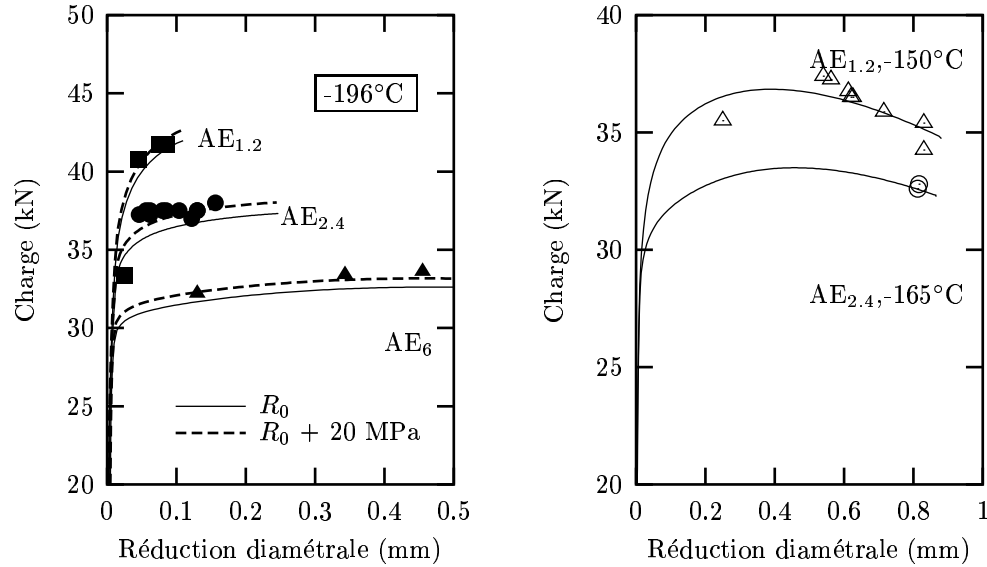 50
45
40
35
30
25
20
0
0.1
0.2
0.3
0.4
0.5
Charge (kN)
Réduction diamétrale (mm)
-196°C
AE1.2
AE2.4
AE6
R0
R0 + 20 MPa
40
35
30
25
20
0
0.2
0.4
0.6
0.8
1
Charge (kN)
Réduction diamétrale (mm)
AE1.2,-150°C
AE2.4,-165°C